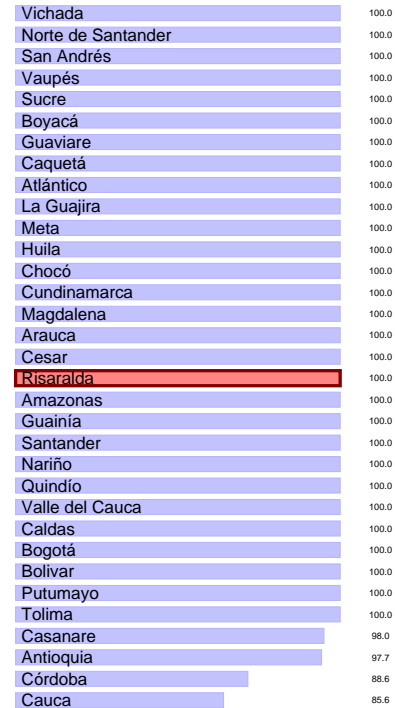 Vichada 100.0
Norte de Santander 100.0
San Andrés 100.0
Vaupés 100.0
Sucre 100.0
Boyacá 100.0
Guaviare 100.0
Caquetá 100.0
Atlántico 100.0
La Guajira 100.0
Meta 100.0
Huila 100.0
Chocó 100.0
Cundinamarca 100.0
Magdalena 100.0
Arauca 100.0
Cesar 100.0
Risaralda 100.0
Amazonas 100.0
Guainía 100.0
Santander 100.0
Nariño 100.0
Quindío 100.0
Valle del Cauca 100.0
Caldas 100.0
Bogotá 100.0
Bolivar 100.0
Putumayo 100.0
Tolima 100.0
Casanare 98.0
Antioquia 97.7
Córdoba 88.6
Cauca 85.6